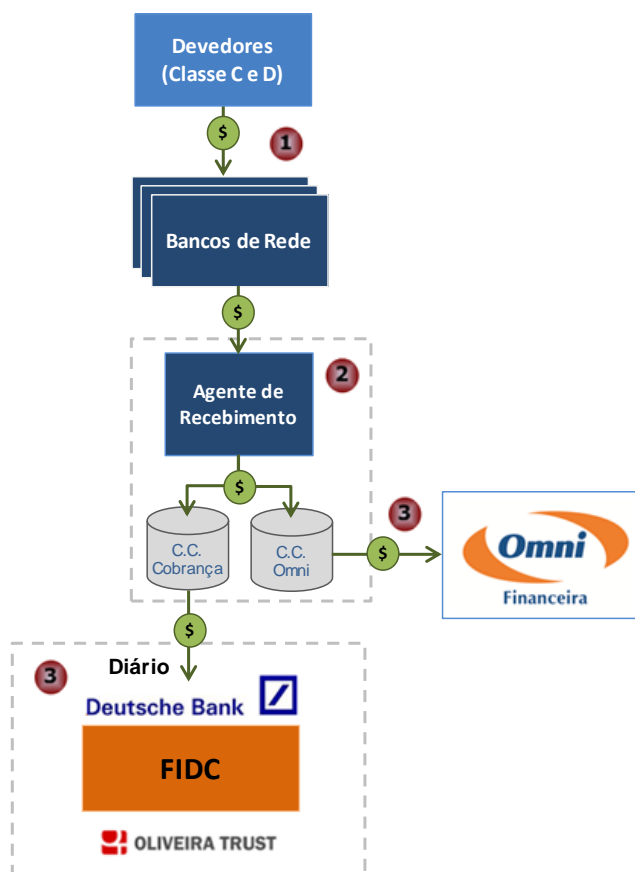 Devedores
(Classe C e D)
$
1
Bancos de Rede
$
2
Agente de
Recebimento
$
3
C.C.
Cobrança
C.C.
Omni
$
Omni
Financeira
$
3
Diário
Deutsche Bank
FIDC
OLIVEIRA TRUST